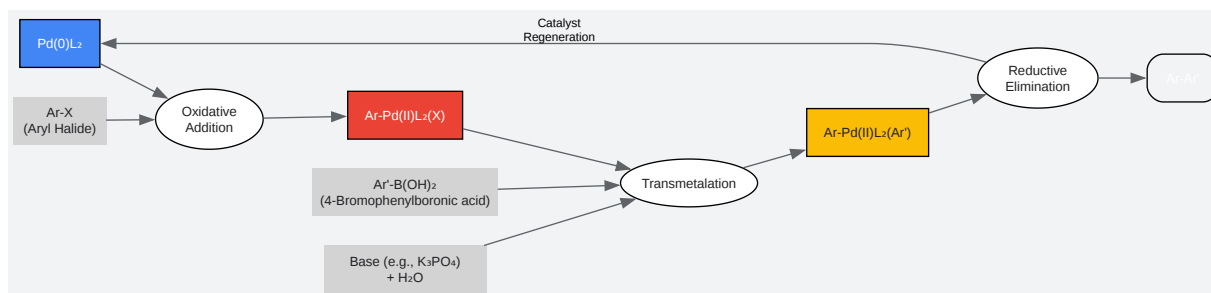 Catalyst
Regeneration
Pd(0)L₂
Reductive
Elimination
Ar-Ar'
Ar-X
(Aryl Halide)
Oxidative
Addition
Ar-Pd(II)L₂(X)
Ar-Pd(II)L₂(Ar')
Ar'-B(OH)₂
(4-Bromophenylboronic acid)
Transmetalation
Base (e.g., K₃PO₄)
+ H₂O